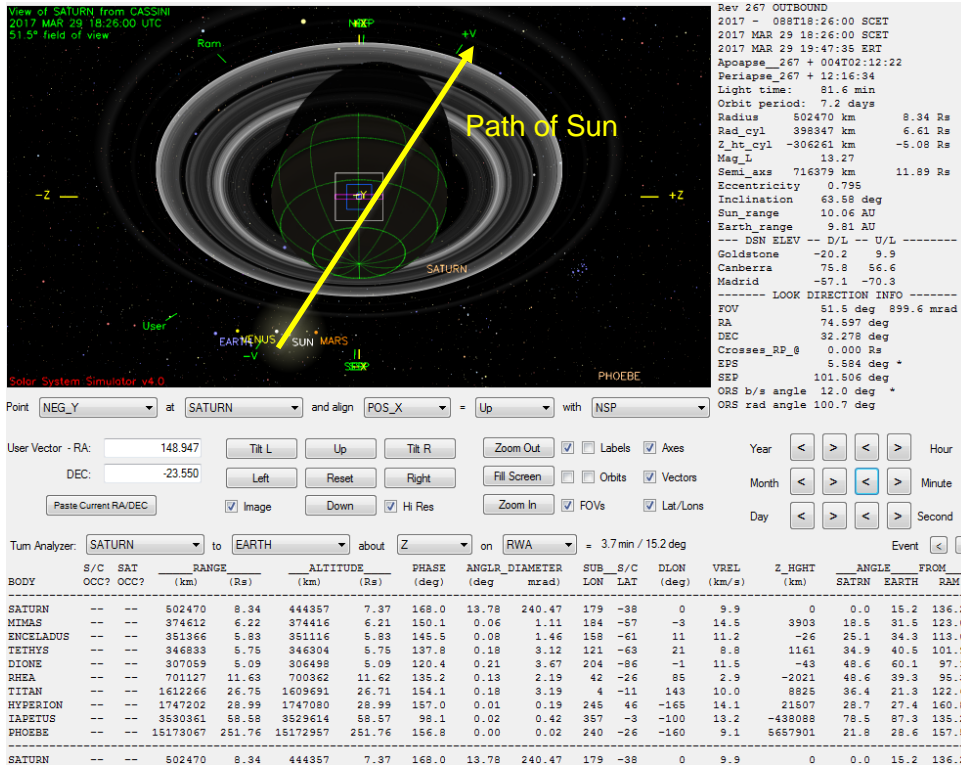 View of SATURN from CASSINI
2017 MAR 29 18:26:00 UTC
51.5° field of view
Ram
+V
Path of Sun
-Z
+Z
-Y
SATURN
User
EARTH VENUS SUN MARS
-V
PHOEBE
Solar System Simulator v4.0
Rev 267 OUTBOUND
2017 - 088T18:26:00 SCET
2017 MAR 29 18:26:00 SCET
2017 MAR 29 19:47:35 ERT
Apoapse__267 + 004T02:12:22
Periapse_267 + 12:16:34
Light time: 81.6 min
Orbit period: 7.2 days
Radius 502470 km 8.34 Rs
Rad_cyl 398347 km 6.61 Rs
Z_ht_cyl -306261 km -5.08 Rs
Mag_L 13.27
Semi_axs 716379 km 11.89 Rs
Eccentricity 0.795
Inclination 63.58 deg
Sun_range 10.06 AU
Earth_range 9.81 AU
--- DSN ELEV -- D/L -- U/L --------
Goldstone -20.2 9.9
Canberra 75.8 56.6
Madrid -57.1 -70.3
------- LOOK DIRECTION INFO -------
FOV 51.5 deg 899.6 mrad
RA 74.597 deg
DEC 32.278 deg
Crosses_RP_@ 0.000 Rs
EPS 5.584 deg *
SEP 101.506 deg
ORS b/s angle 12.0 deg *
ORS rad angle 100.7 deg
Point NEG_Y at SATURN and align POS_X = Up with NSP
User Vector - RA: 148.947 Tilt L Up Tilt R Zoom Out Labels Axes Year < > < > Hour
DEC: -23.550 Left Reset Right Fill Screen Orbits Vectors Month < > < > Minute
Paste Current RA/DEC Image Down Hi Res Zoom In FOVs Lat/Lons Day < > < > Second
Turn Analyzer: SATURN to EARTH about Z on RWA = 3.7 min / 15.2 deg Event <
S/C SAT RANGE ALTITUDE PHASE ANGLR_DIAMETER SUB_S/C DLON VREL Z_HGHT ANGLE FROM
BODY OCC? OCC? (km) (Rs) (km) (Rs) (deg) (deg mrad) LON LAT (deg) (km/s) (km) SATRN EARTH RAM
SATURN -- -- 502470 8.34 444357 7.37 168.0 13.78 240.47 179 -38 0 9.9 0 0.0 15.2 136.
MIMAS -- -- 374612 6.22 374416 6.21 150.1 0.06 1.11 184 -57 -3 14.5 3903 18.5 31.5 123.
ENCELADUS -- -- 351366 5.83 351116 5.83 145.5 0.08 1.46 158 -61 11 11.2 -26 25.1 34.3 113.
TETHYS -- -- 346833 5.75 346304 5.75 137.8 0.18 3.12 121 -63 21 8.8 1161 34.9 40.5 101.
DIONE -- -- 307059 5.09 306498 5.09 120.4 0.21 3.67 204 -86 -1 11.5 -43 48.6 60.1 97.
RHEA -- -- 701127 11.63 700362 11.62 135.2 0.13 2.19 42 -26 85 2.9 -2021 48.6 39.3 95.
TITAN -- -- 1612266 26.75 1609691 26.71 154.1 0.18 3.19 4 -11 143 10.0 8825 36.4 21.3 122.
HYPERION -- -- 1747202 28.99 1747080 28.99 157.0 0.01 0.19 245 46 -165 14.1 21507 28.7 27.4 160.
IAPETUS -- -- 3530361 58.58 3529614 58.57 98.1 0.02 0.42 357 -3 -100 13.2 -438088 78.5 87.3 135.
PHOEBE -- -- 15173067 251.76 15172957 251.76 156.8 0.00 0.02 240 -26 -160 9.1 5657901 21.8 28.6 157.
SATURN -- -- 502470 8.34 444357 7.37 168.0 13.78 240.47 179 -38 0 9.9 0 0.0 15.2 136.